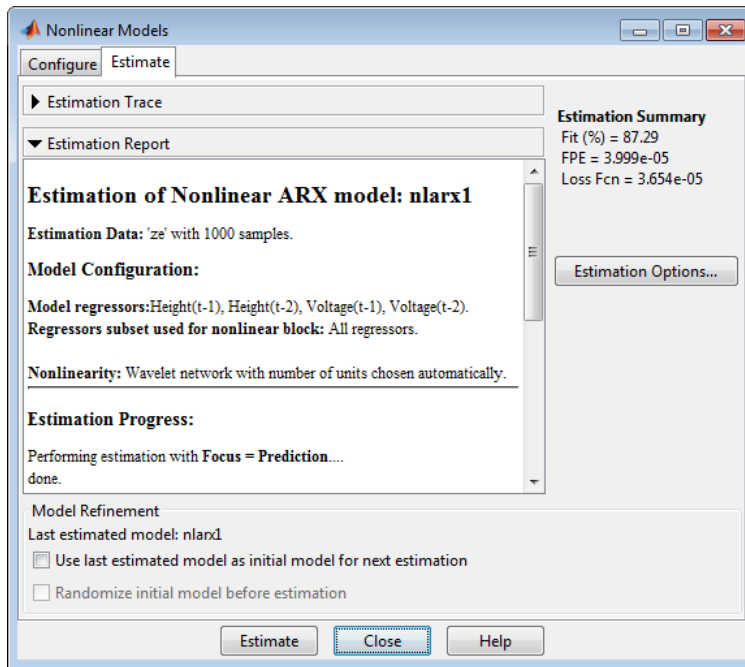 Nonlinear Models
Configure Estimate
Estimation Trace
Estimation Report
Estimation of Nonlinear ARX model: nlarx1
Estimation Data: 'ze' with 1000 samples.
Model Configuration:
Model regressors:Height(t-1), Height(t-2), Voltage(t-1), Voltage(t-2).
Regressors subset used for nonlinear block: All regressors.
Nonlinearity: Wavelet network with number of units chosen automatically.
Estimation Progress:
Performing estimation with Focus = Prediction....
done.
Estimation Summary
Fit (%) = 87.29
FPE = 3.999e-05
Loss Fcn = 3.654e-05
Estimation Options...
Model Refinement
Last estimated model: nlarx1
Use last estimated model as initial model for next estimation
Randomize initial model before estimation
Estimate Close Help